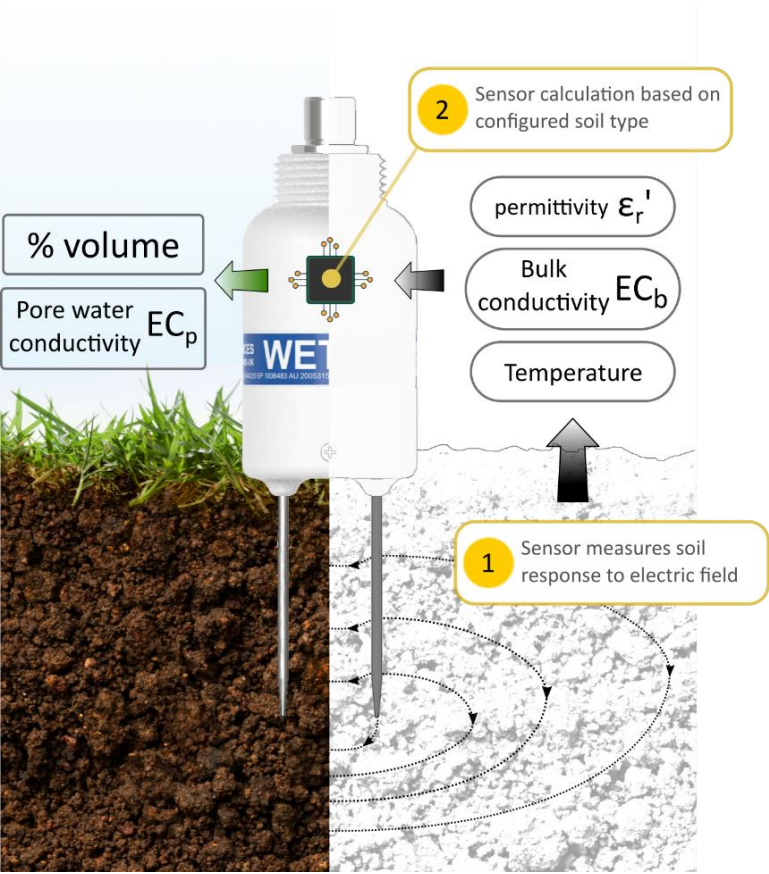 2
Sensor calculation based on
configured soil type
permittivity εr'
% volume
Bulk
conductivity ECb
Pore water
conductivity ECp
WET
Temperature
1
Sensor measures soil
response to electric field